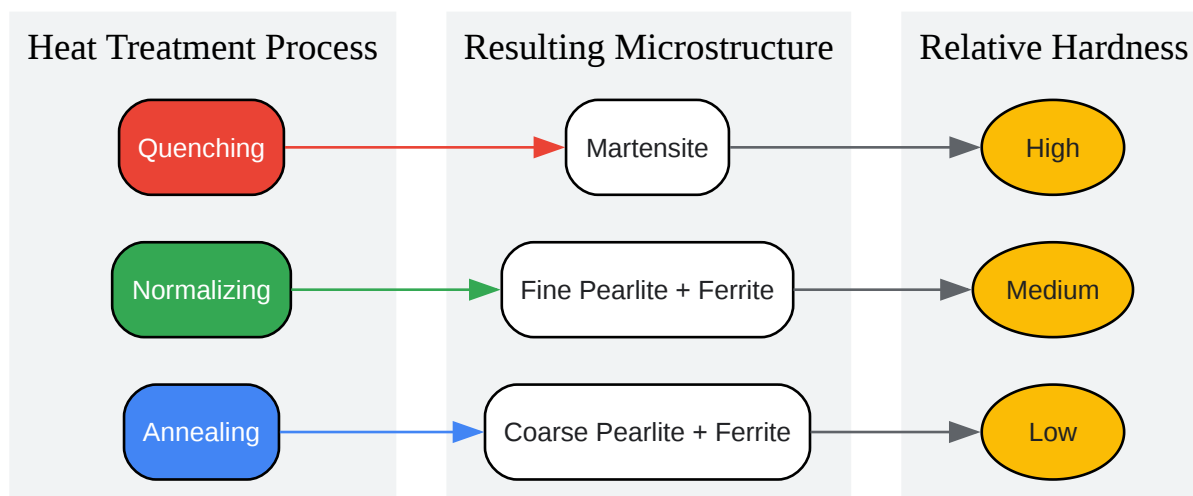 Heat Treatment Process
Resulting Microstructure
Relative Hardness
Quenching
Martensite
High
Normalizing
Fine Pearlite + Ferrite
Medium
Annealing
Coarse Pearlite + Ferrite
Low